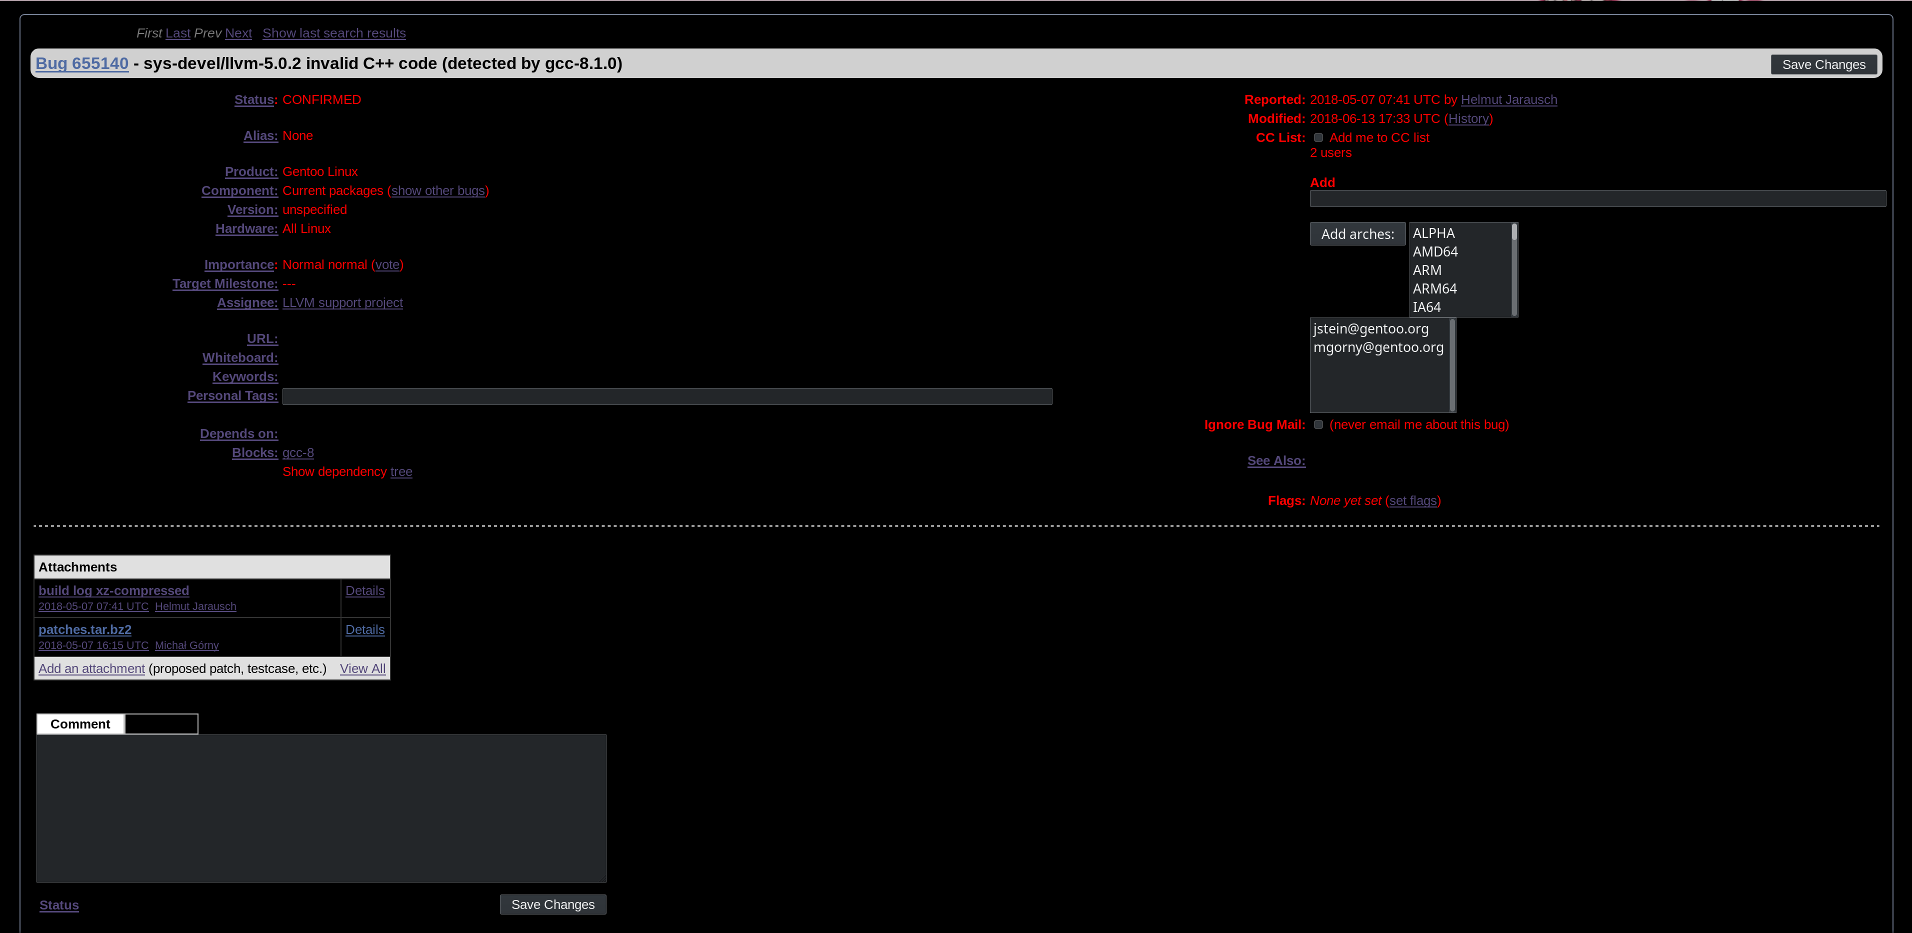 First Last Prev Next Show last search results
Bug 655140 - sys-devel/llvm-5.0.2 invalid C++ code (detected by gcc-8.1.0)
Save Changes
Status: CONFIRMED
Alias: None
Product: Gentoo Linux
Component: Current packages (show other bugs)
Version: unspecified
Hardware: All Linux
Importance: Normal normal (vote)
Target Milestone: ---
Assignee: LLVM support project
URL:
Whiteboard:
Keywords:
Personal Tags:
Depends on:
Blocks: gcc-8
Show dependency tree
Reported: 2018-05-07 07:41 UTC by Helmut Jarausch
Modified: 2018-06-13 17:33 UTC (History)
CC List: Add me to CC list
2 users
Add
Add arches:
ALPHA
AMD64
ARM
ARM64
IA64
jstein@gentoo.org
mgorny@gentoo.org
Ignore Bug Mail: (never email me about this bug)
See Also:
Flags: None yet set (set flags)
Attachments
build log xz-compressed Details
2018-05-07 07:41 UTC Helmut Jarausch
patches.tar.bz2 Details
2018-05-07 16:15 UTC Michał Górny
Add an attachment (proposed patch, testcase, etc.) View All
Comment
Status
Save Changes